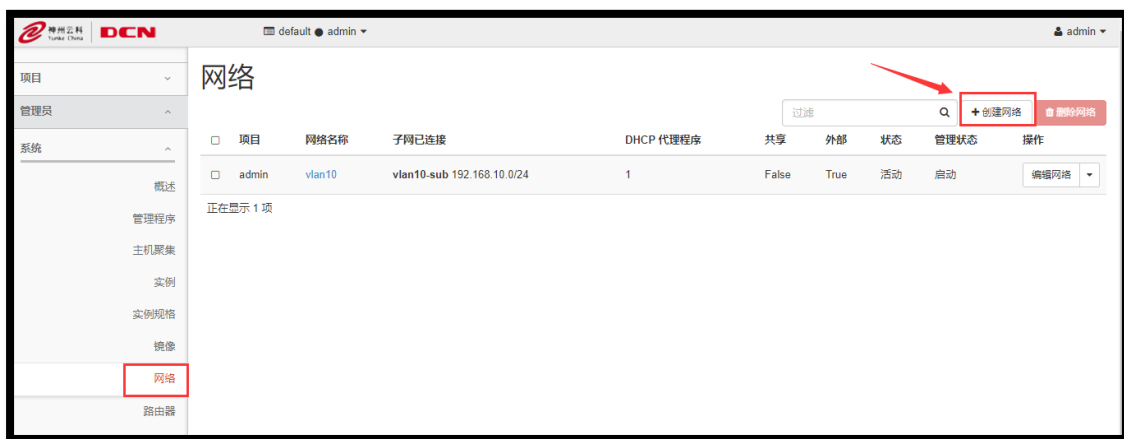 神州云科 Yunke China DCN default admin admin
项目
管理员
系统
概述
管理程序
主机聚集
实例
实例规格
镜像
网络
路由器
网络
过滤 +创建网络 删除网络
项目 网络名称 子网已连接 DHCP 代理程序 共享 外部 状态 管理状态 操作
admin vlan10 vlan10-sub 192.168.10.0/24 1 False True 活动 启动 编辑网络
正在显示 1 项